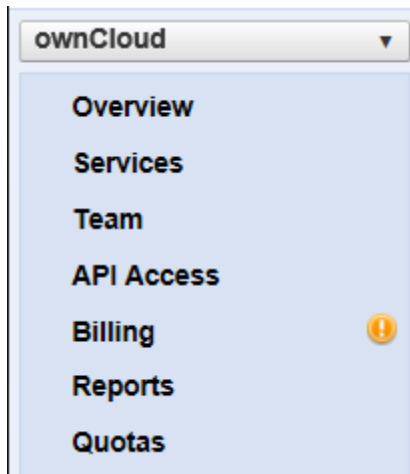 ownCloud
Overview
Services
Team
API Access
Billing
Reports
Quotas